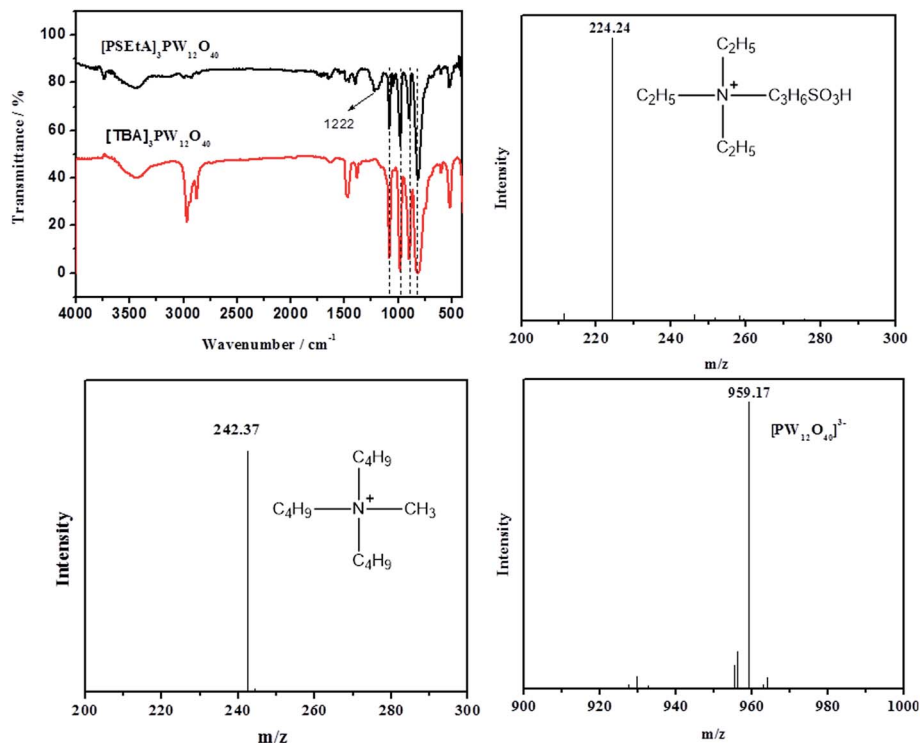 [PSEtA]₃PW₁₂O₄₀
1222
[TBA]₃PW₁₂O₄₀
Transmittance / %
100
80
60
40
20
0
4000 3500 3000 2500 2000 1500 1000 500
Wavenumber / cm⁻¹
224.24
C₂H₅
C₂H₅ N + C₃H₆SO₃H
C₂H₅
Intensity
200 220 240 260 280 300
m/z
242.37
C₄H₉
C₄H₉ N + CH₃
C₄H₉
Intensity
200 220 240 260 280 300
m/z
959.17
[PW₁₂O₄₀]³⁻
Intensity
900 920 940 960 980 1000
m/z